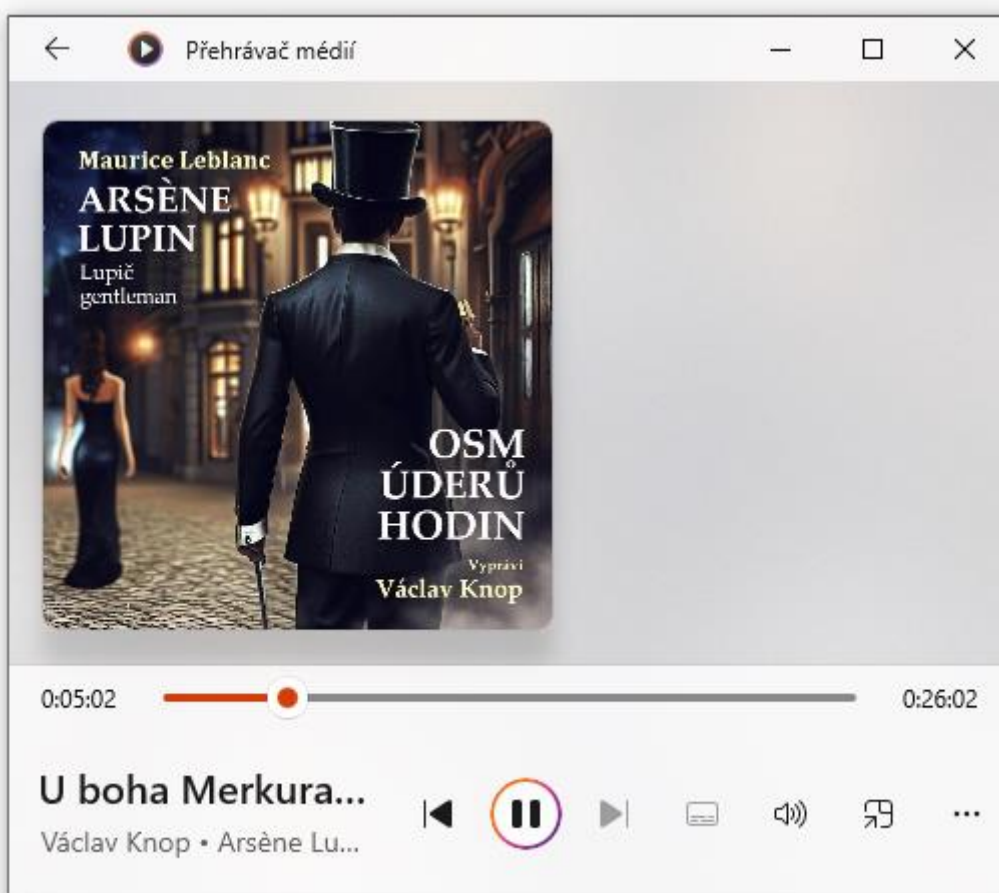 Přehrávač médií
Maurice Leblanc
ARSÈNE
LUPIN
Lupič
gentleman
OSM
ÚDERŮ
HODIN
Vypráví
Václav Knop
0:05:02
0:26:02
U boha Merkura...
Václav Knop • Arsène Lu...